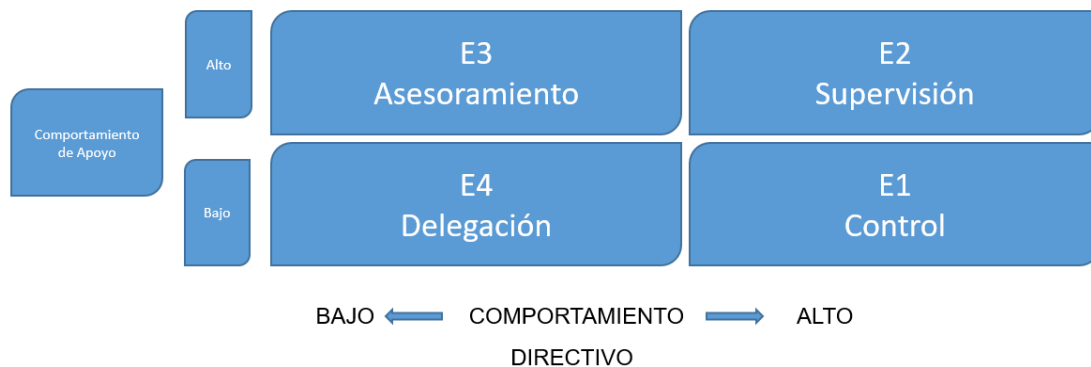 Alto
E3
Asesoramiento
E2
Supervisión
Comportamiento
de Apoyo
Bajo
E4
Delegación
E1
Control
BAJO COMPORTAMIENTO ALTO
DIRECTIVO